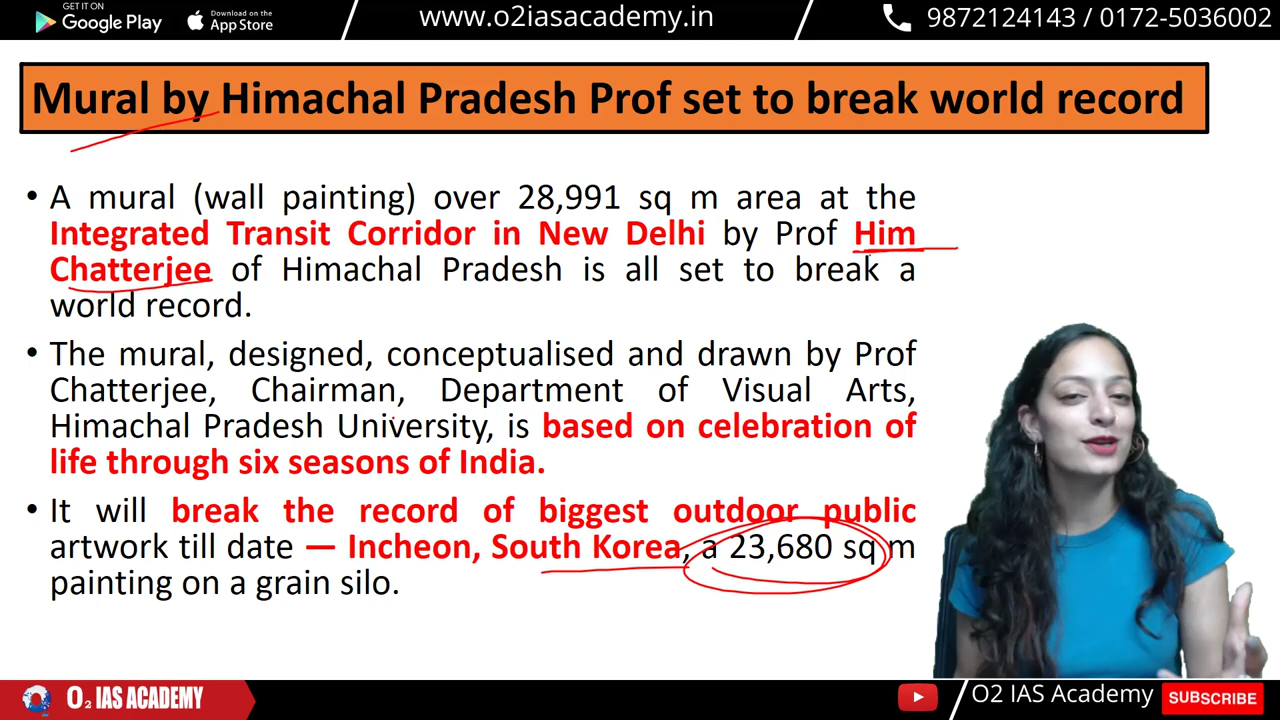 GET IT ON
Google Play
Download on the
App Store
www.o2iasacademy.in
9872124143 / 0172-5036002
Mural by Himachal Pradesh Prof set to break world record
• A mural (wall painting) over 28,991 sq m area at the
Integrated Transit Corridor in New Delhi by Prof Him
Chatterjee of Himachal Pradesh is all set to break a
world record.
• The mural, designed, conceptualised and drawn by Prof
Chatterjee, Chairman, Department of Visual Arts,
Himachal Pradesh University, is based on celebration of
life through six seasons of India.
• It will break the record of biggest outdoor public
artwork till date — Incheon, South Korea, a 23,680 sq m
painting on a grain silo.
O₂ IAS ACADEMY
O2 IAS Academy
SUBSCRIBE